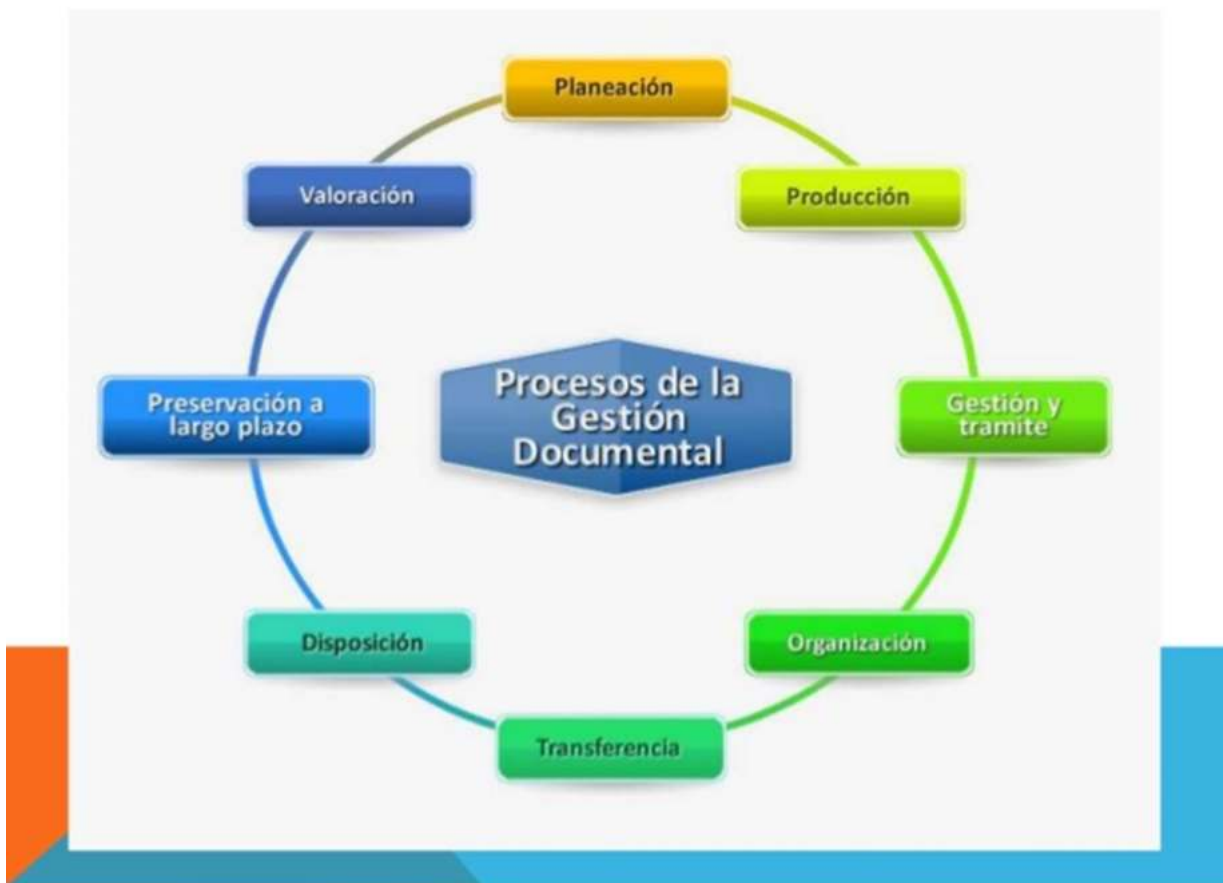 Planeación
Producción
Gestión y
tramite
Organización
Transferencia
Disposición
Preservación a
largo plazo
Valoración
Procesos de la
Gestión
Documental